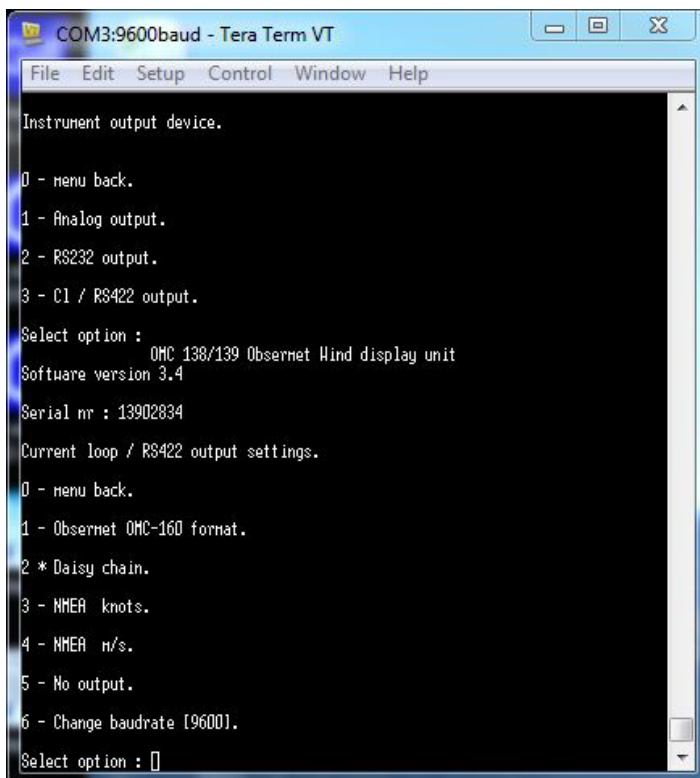 COM3:9600baud - Tera Term VT
File Edit Setup Control Window Help
Instrument output device.
0 - menu back.
1 - Analog output.
2 - RS232 output.
3 - Cl / RS422 output.
Select option :
OMC 138/139 Obsermet Wind display unit
Software version 3.4
Serial nr : 13902834
Current loop / RS422 output settings.
0 - menu back.
1 - Obsermet OMC-160 format.
2 * Daisy chain.
3 - NMEA knots.
4 - NMEA m/s.
5 - No output.
6 - Change baudrate [9600].
Select option :